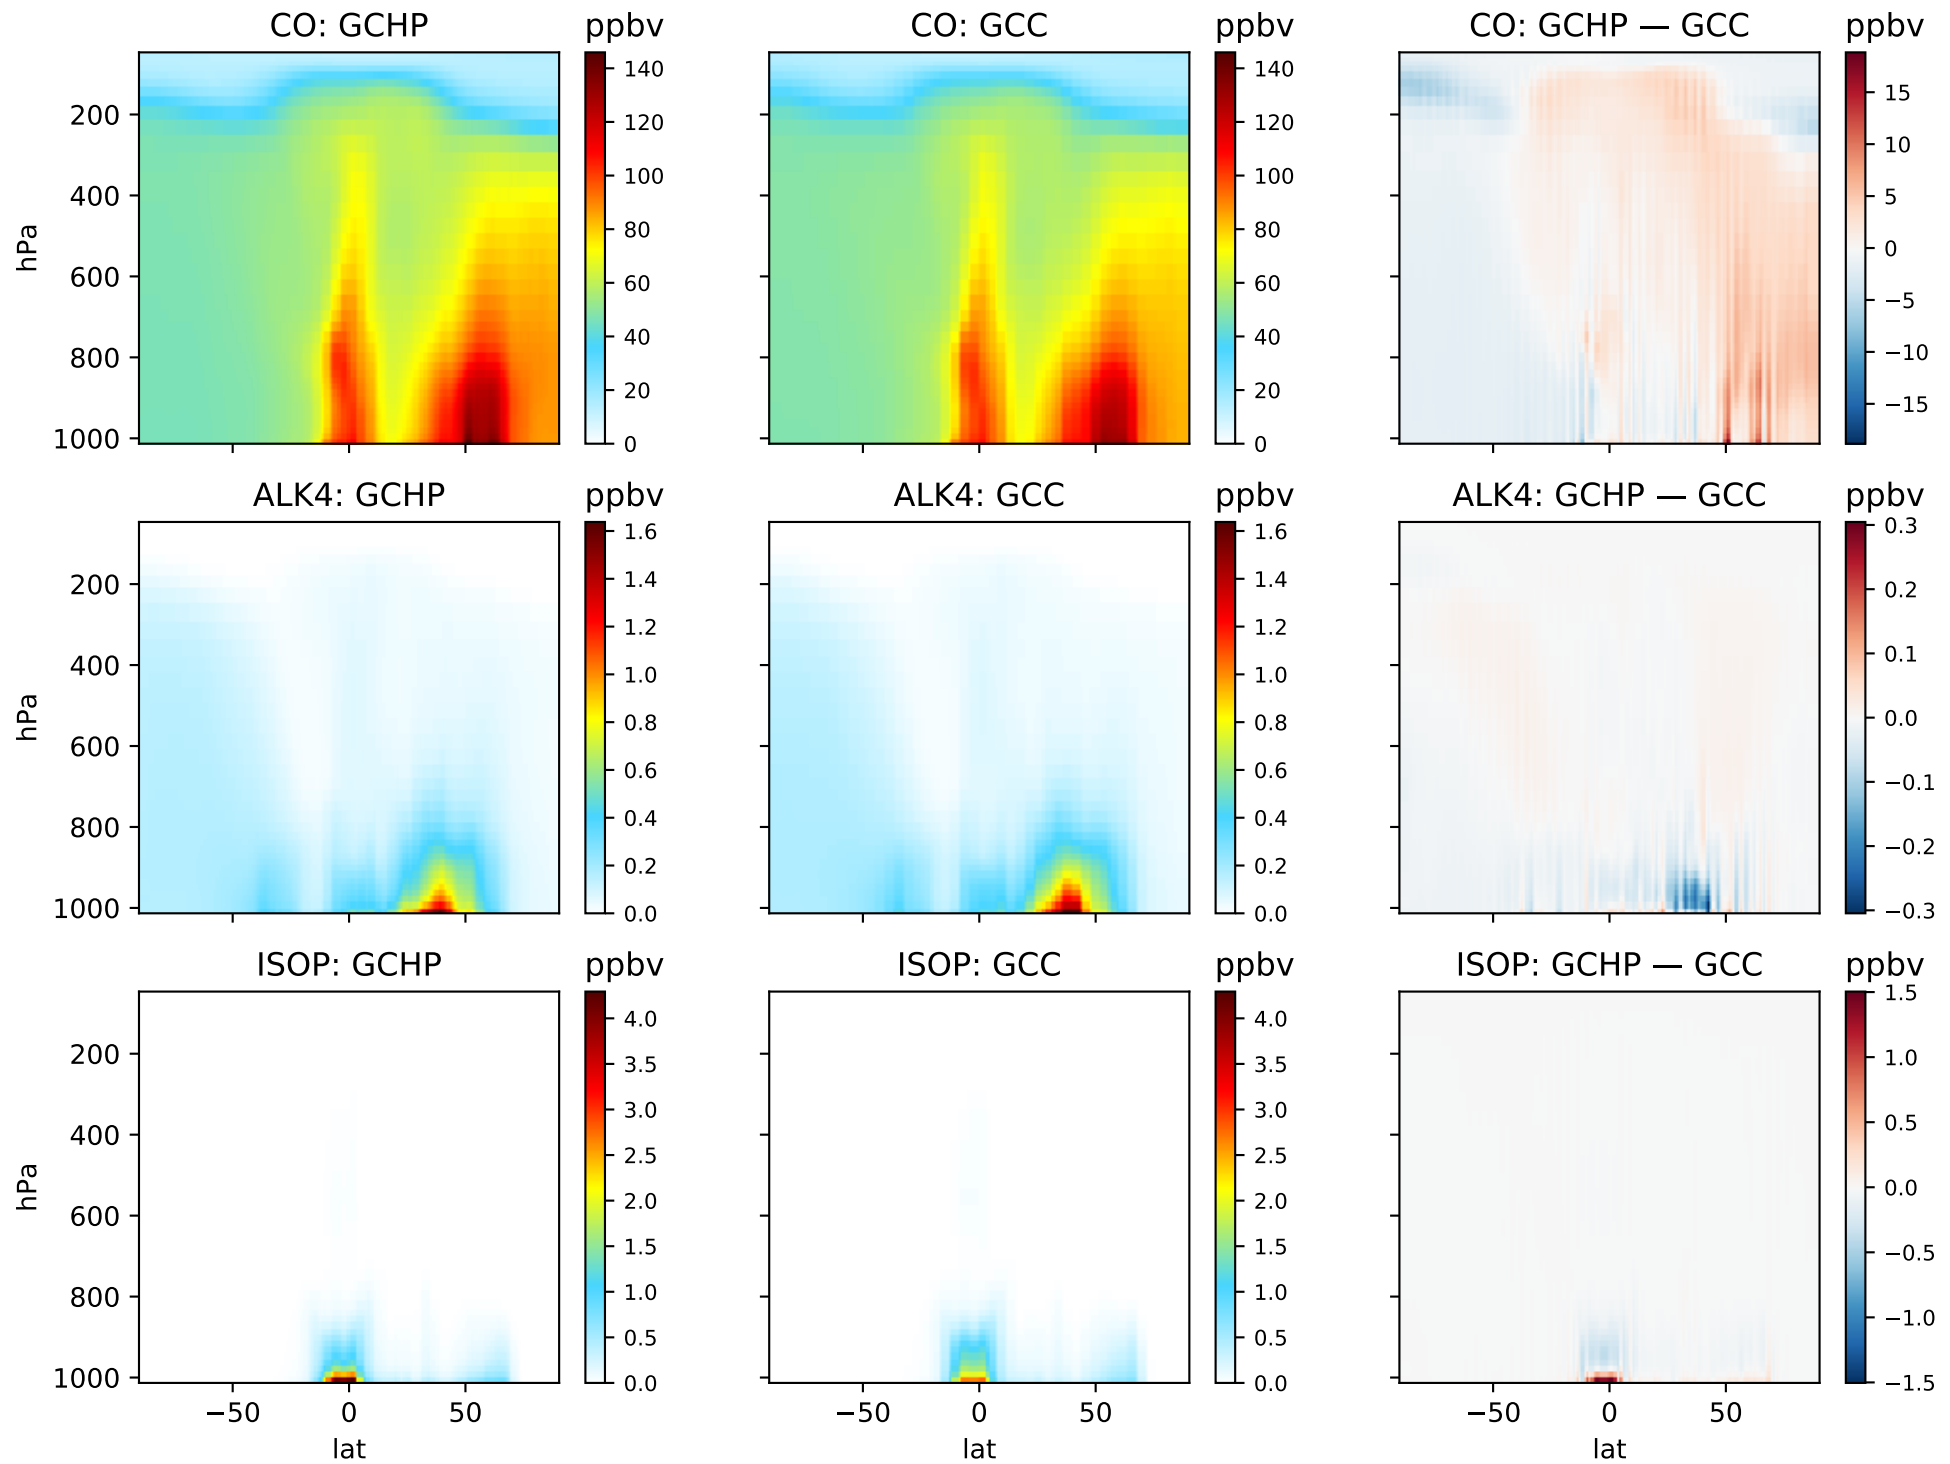 CO: GCHP ppbv CO: GCC ppbv CO: GCHP — GCC ppbv
140 120 100 80 60 40 20 0
140 120 100 80 60 40 20 0
15 10 5 0 −5 −10 −15
200 400 600 800 1000
hPa
ALK4: GCHP ppbv ALK4: GCC ppbv ALK4: GCHP — GCC ppbv
1.6 1.4 1.2 1.0 0.8 0.6 0.4 0.2 0.0
1.6 1.4 1.2 1.0 0.8 0.6 0.4 0.2 0.0
0.3 0.2 0.1 0.0 −0.1 −0.2 −0.3
200 400 600 800 1000
hPa
ISOP: GCHP ppbv ISOP: GCC ppbv ISOP: GCHP — GCC ppbv
4.0 3.5 3.0 2.5 2.0 1.5 1.0 0.5 0.0
4.0 3.5 3.0 2.5 2.0 1.5 1.0 0.5 0.0
1.5 1.0 0.5 0.0 −0.5 −1.0 −1.5
200 400 600 800 1000
hPa
−50 0 50 −50 0 50 −50 0 50
lat lat lat